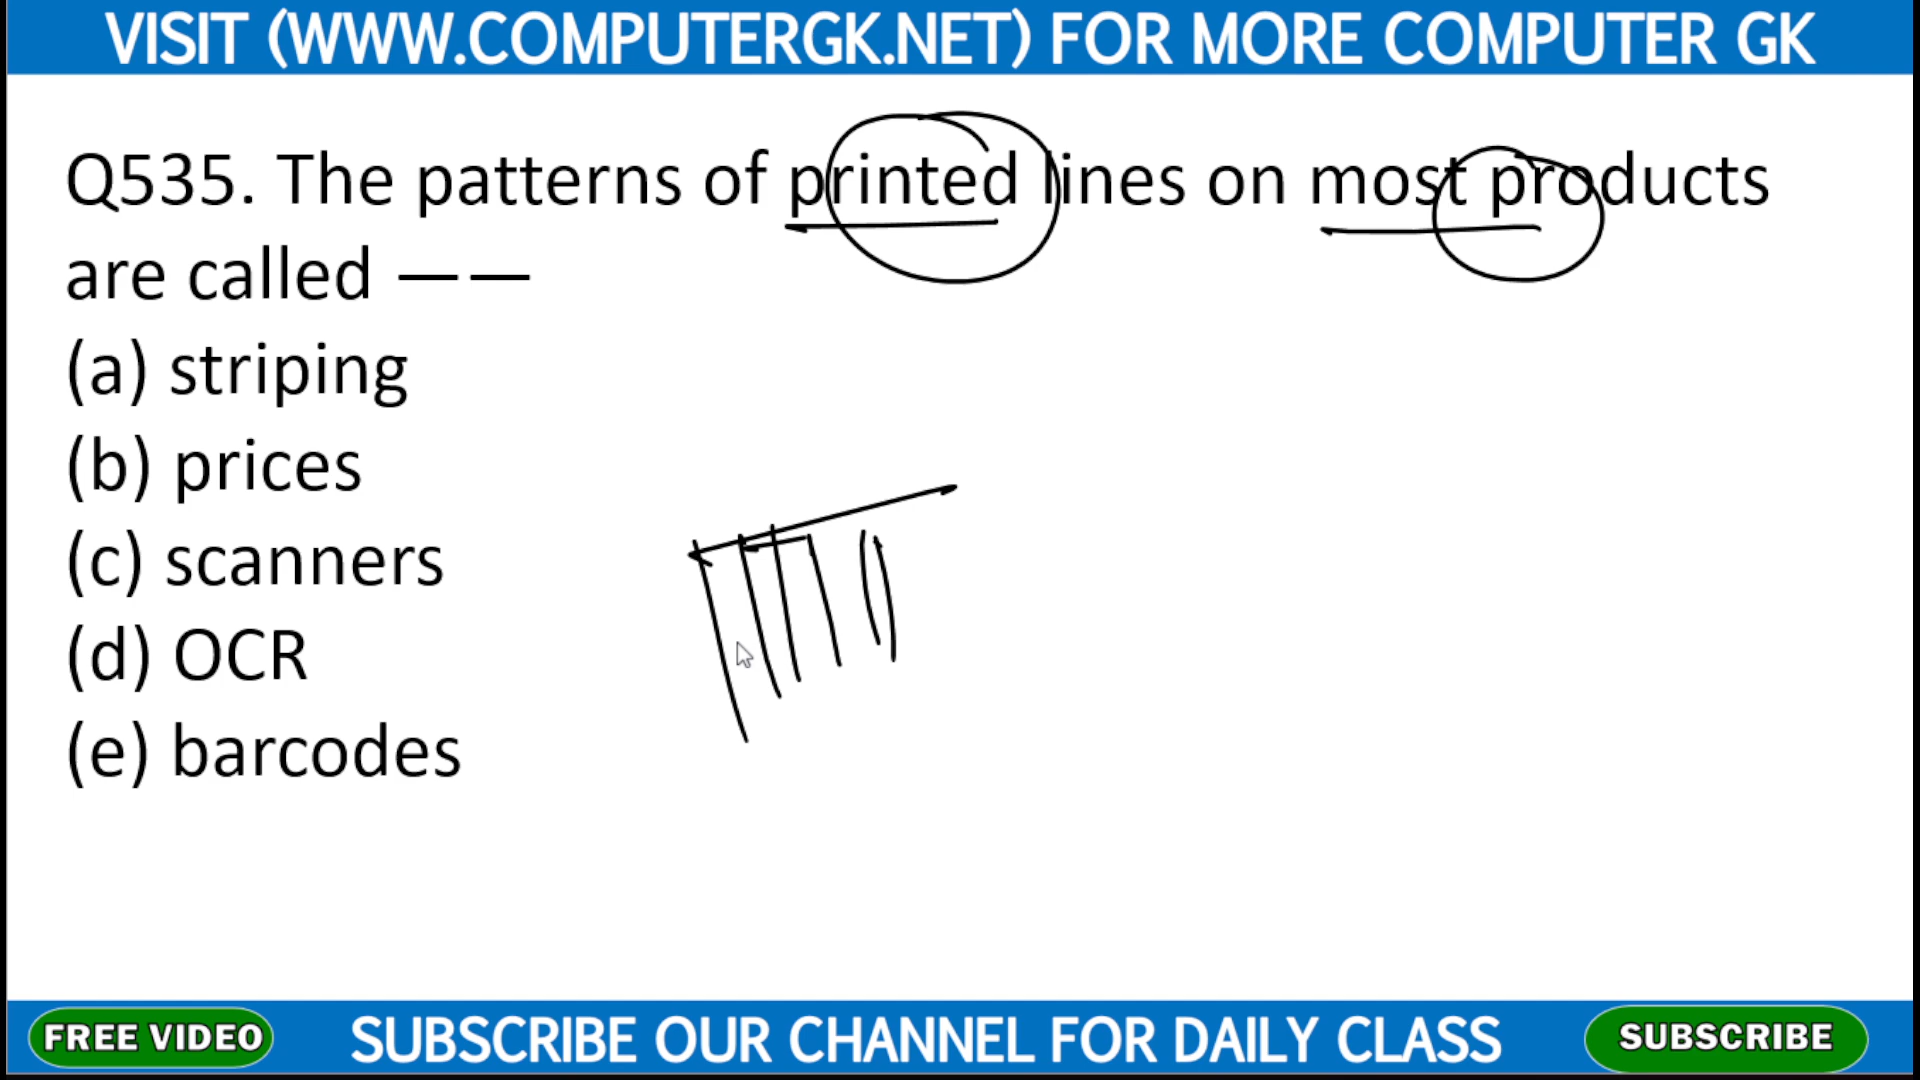 VISIT (WWW.COMPUTERGK.NET) FOR MORE COMPUTER GK
Q535. The patterns of printed lines on most products
are called ——
(a) striping
(b) prices
(c) scanners
(d) OCR
(e) barcodes
FREE VIDEO
SUBSCRIBE OUR CHANNEL FOR DAILY CLASS
SUBSCRIBE